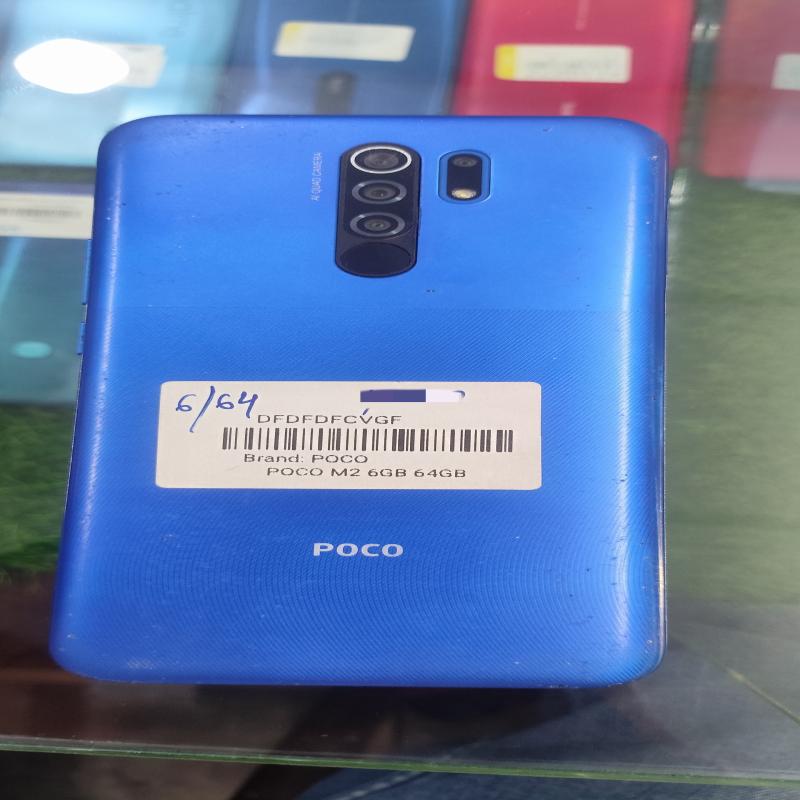 AI QUAD CAMERA
6/64
DFDFDFCVGF
Brand: POCO
POCO M2 6GB 64GB
POCO